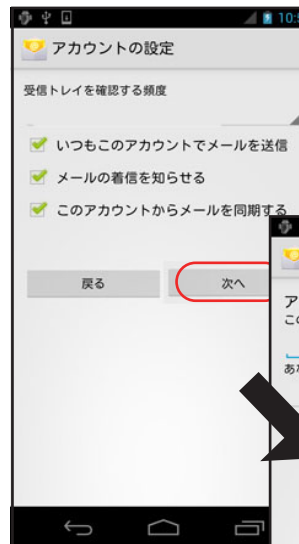 10:5
アカウントの設定
受信トレイを確認する頻度
いつもこのアカウントでメールを送信
メールの着信を知らせる
このアカウントからメールを同期する
戻る
次へ
ア
こ
あ